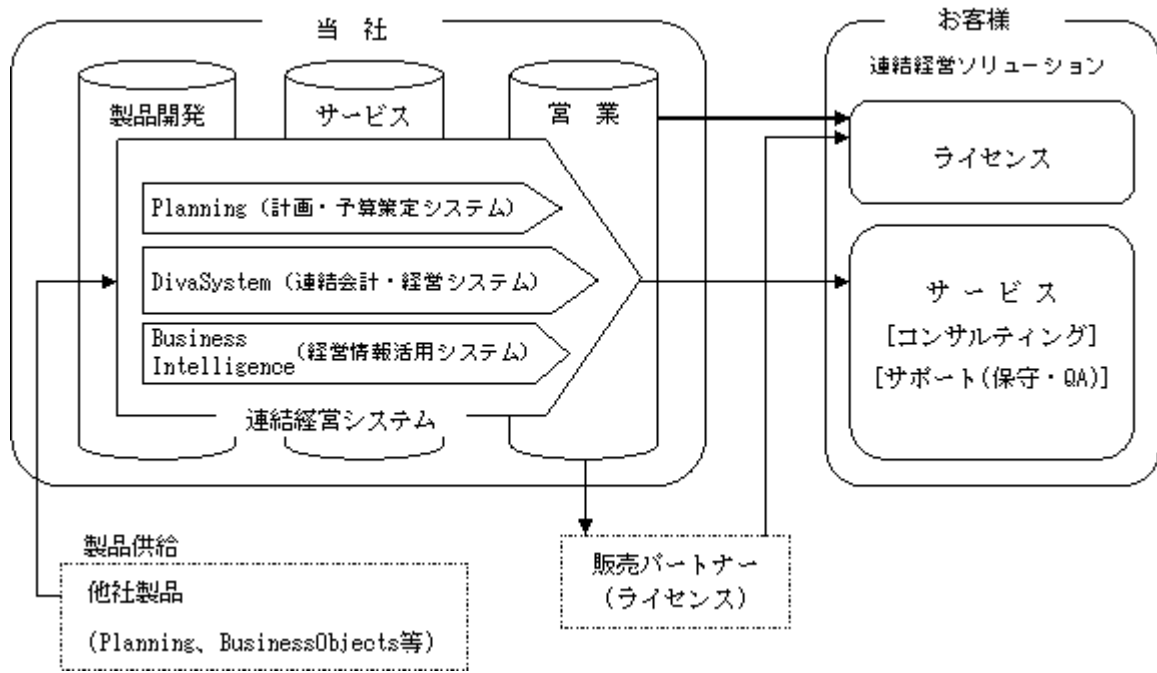 当 社
お客様
連結経営ソリューション
製品開発
サービス
営 業
ライセンス
Planning (計画・予算策定システム)
DivaSystem (連結会計・経営システム)
Business
Intelligence (経営情報活用システム)
連結経営システム
サ ー ビ ス
[コンサルティング]
[サポート(保守・QA)]
製品供給
他社製品
(Planning、BusinessObjects等)
販売パートナー
(ライセンス)